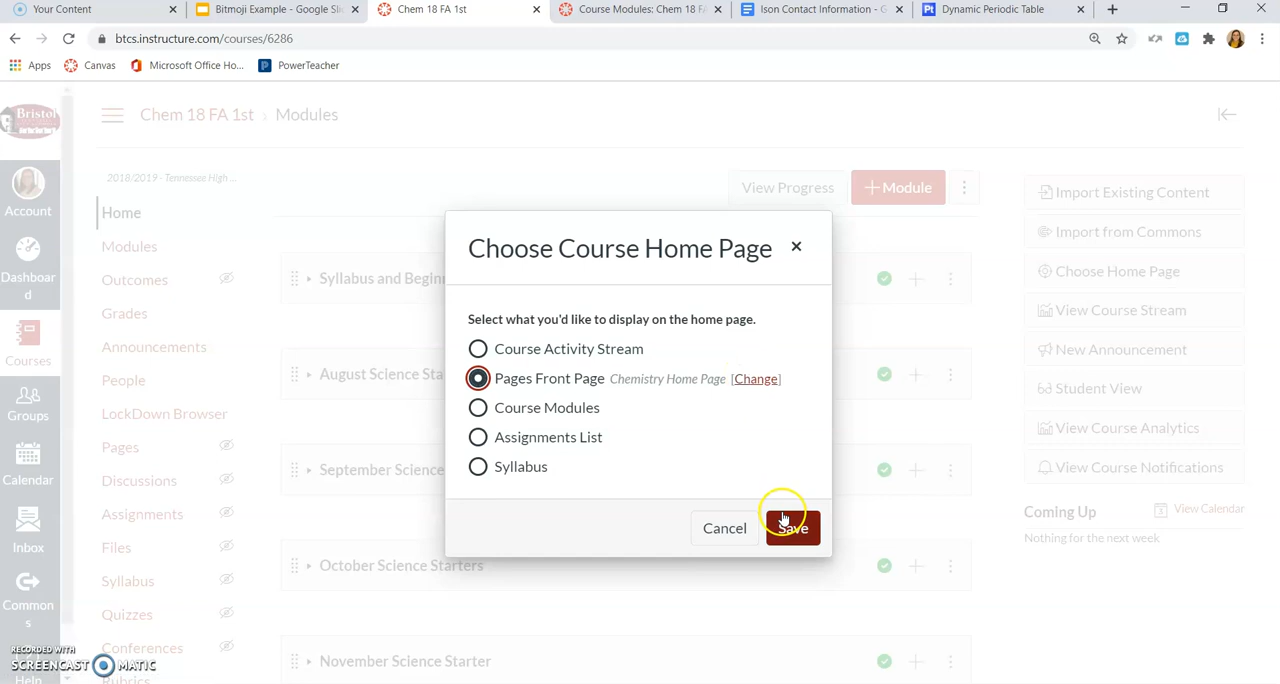 Your Content
Bitmoji Example - Google Sli
Chem 18 FA 1st
Course Modules: Chem 18 F
Ison Contact Information - G
Dynamic Periodic Table
btcs.instructure.com/courses/6286
Apps
Canvas
Microsoft Office Ho...
PowerTeacher
Bristol
Chem 18 FA 1st
Modules
2018/2019 - Tennessee High ...
View Progress
Module
Import Existing Content
Account
Home
Import from Commons
Modules
Choose Course Home Page
Dashboar
d
Outcomes
Syllabus and Beginn
Choose Home Page
Grades
Select what you'd like to display on the home page.
View Course Stream
Courses
Announcements
Course Activity Stream
New Announcement
People
August Science Sta
Pages Front Page Chemistry Home Page [Change]
Student View
Groups
LockDown Browser
Course Modules
View Course Analytics
Pages
Assignments List
Calendar
Discussions
September Science
Syllabus
View Course Notifications
Assignments
Cancel
Save
Coming Up
View Calendar
Inbox
Files
Nothing for the next week
October Science Starters
Syllabus
Common
s
Quizzes
Conferences
November Science Starter
RECORDED WITH
SCREENCAST MATIC
Help
Rubrics